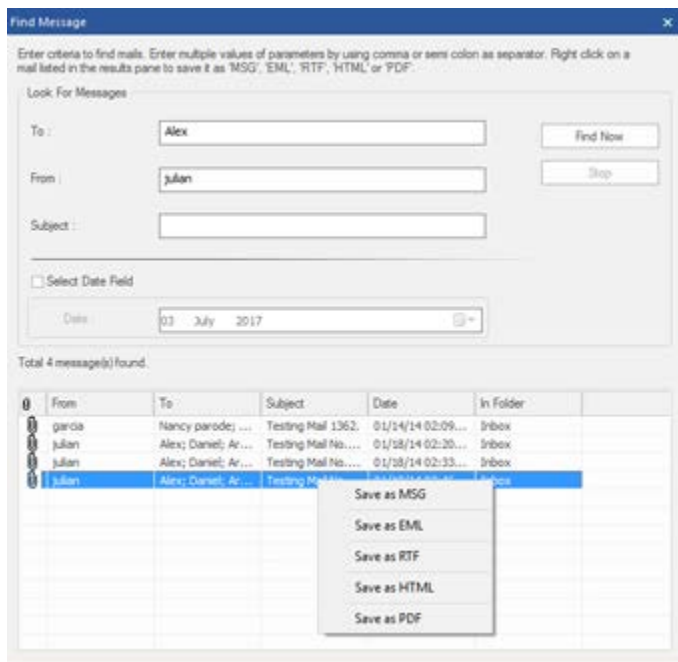 Find Message
Enter criteria to find mails. Enter multiple values of parameters by using comma or semi colon as separator. Right click on a
mail listed in the results pane to save it as 'MSG', 'EML', 'RTF', 'HTML' or 'PDF'.
Look For Messages
To : Alex Find Now
From : julian Stop
Subject :
Select Date Field
Date : 03 July 2017
Total 4 message(s) found.
From To Subject Date In Folder
garcia Nancy parode; ... Testing Mail 1362. 01/14/14 02:09... Inbox
julian Alex; Daniel; Ar... Testing Mail No.... 01/18/14 02:20... Inbox
julian Alex; Daniel; Ar... Testing Mail No.... 01/18/14 02:33... Inbox
julian Alex; Daniel; Ar... Testing Inbox
Save as MSG
Save as EML
Save as RTF
Save as HTML
Save as PDF